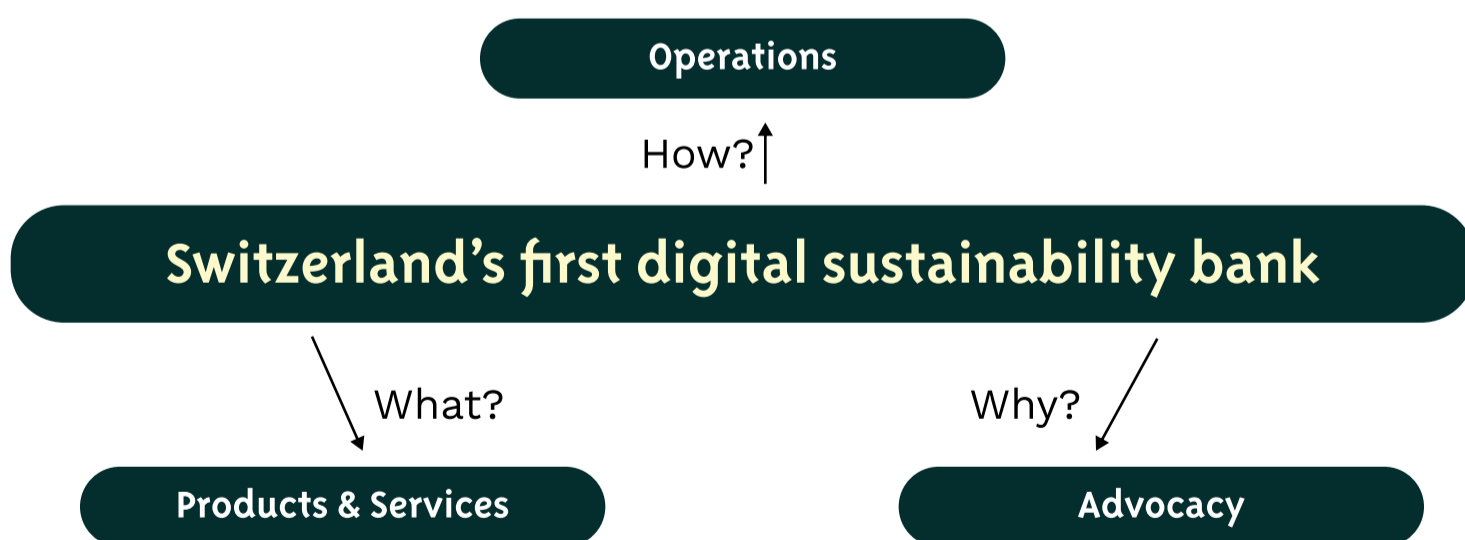 Operations
How?
Switzerland’s first digital sustainability bank
What?
Why?
Products & Services
Advocacy